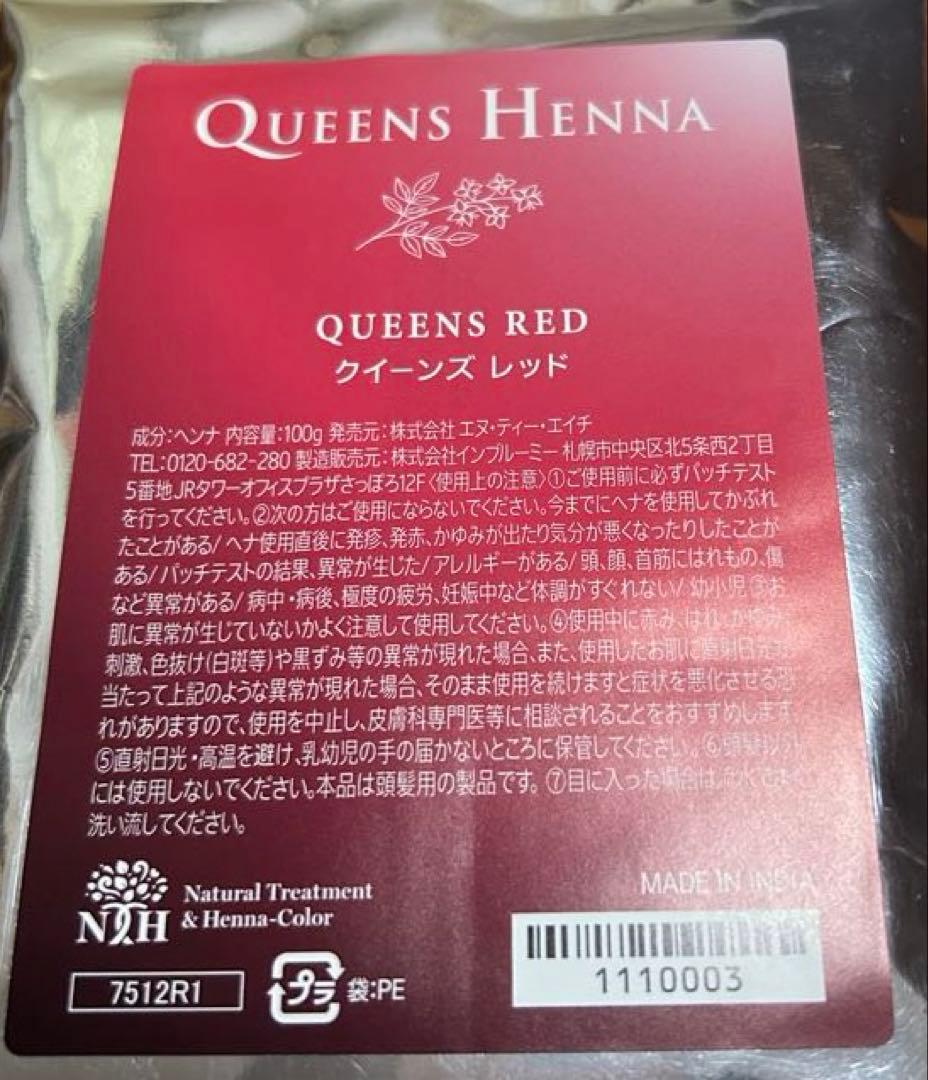 QUEENS HENNA
QUEENS RED
クイーンズ レッド
成分:ヘンナ 内容量:100g 発売元:株式会社 エヌ・ティー・エイチ
TEL:0120-682-280 製造販売元:株式会社インプルーミー 札幌市中央区北5条西2丁目
5番地JRタワーオフィスプラザさっぽろ12F〈使用上の注意〉①ご使用前に必ずパッチテスト
を行ってください。②次の方はご使用にならないでください。今までにヘナを使用してかぶれ
たことがある/ヘナ使用直後に発疹、発赤、かゆみが出たり気分が悪くなったりしたことが
ある/パッチテストの結果、異常が生じた/アレルギーがある/頭、顔、首筋にはれもの、傷
など異常がある/病中・病後、極度の疲労、妊娠中など体調がすぐれない/幼小児 ③お
肌に異常が生じていないかよく注意して使用してください。④使用中に赤み、はれ、かゆみ、
刺激、色抜け(白斑等)や黒ずみ等の異常が現れた場合、また、使用したお肌に直射日光が
当たって上記のような異常が現れた場合、そのまま使用を続けますと症状を悪化させる恐
れがありますので、使用を中止し、皮膚科専門医等に相談されることをおすすめします。
⑤直射日光・高温を避け、乳幼児の手の届かないところに保管してください。⑥頭髪以外
には使用しないでください。本品は頭髪用の製品です。⑦目に入った場合は
洗い流してください。
NTH
Natural Treatment
& Henna-Color
MADE IN INDIA
7512R1
プラ 袋:PE
1110003